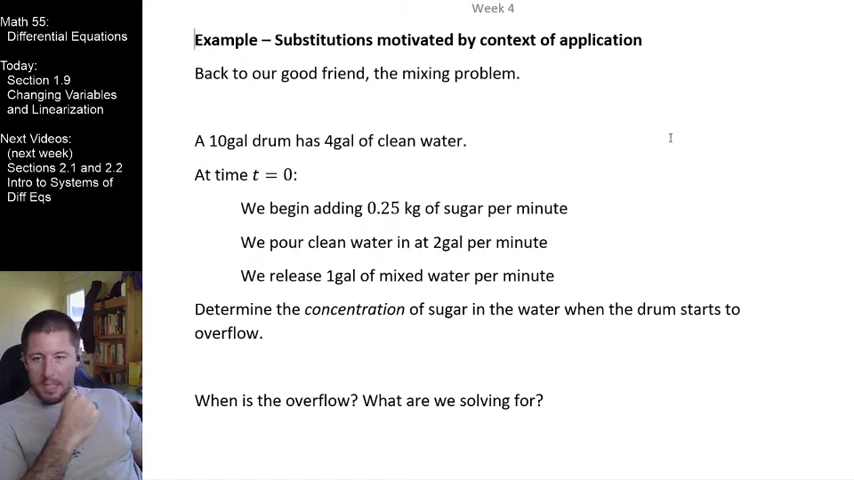 Week 4
Math 55:
Differential Equations
Today:
Section 1.9
Changing Variables
and Linearization
Next Videos:
(next week)
Sections 2.1 and 2.2
Intro to Systems of
Diff Eqs
Example – Substitutions motivated by context of application
Back to our good friend, the mixing problem.
A 10gal drum has 4gal of clean water.
At time t = 0:
We begin adding 0.25 kg of sugar per minute
We pour clean water in at 2gal per minute
We release 1gal of mixed water per minute
Determine the concentration of sugar in the water when the drum starts to
overflow.
When is the overflow? What are we solving for?